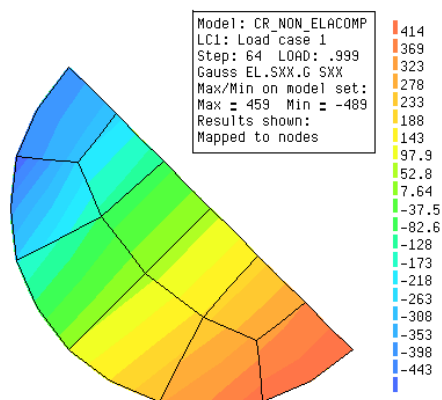 Model: CR_NON_ELACOMP
LC1: Load case 1
Step: 64 LOAD: .999
Gauss EL.SXX.G SXX
Max/Min on model set:
Max = 459 Min = -489
Results shown:
Mapped to nodes
414
369
323
278
233
188
143
97.9
52.8
7.64
-37.5
-82.6
-128
-173
-218
-263
-308
-353
-398
-443